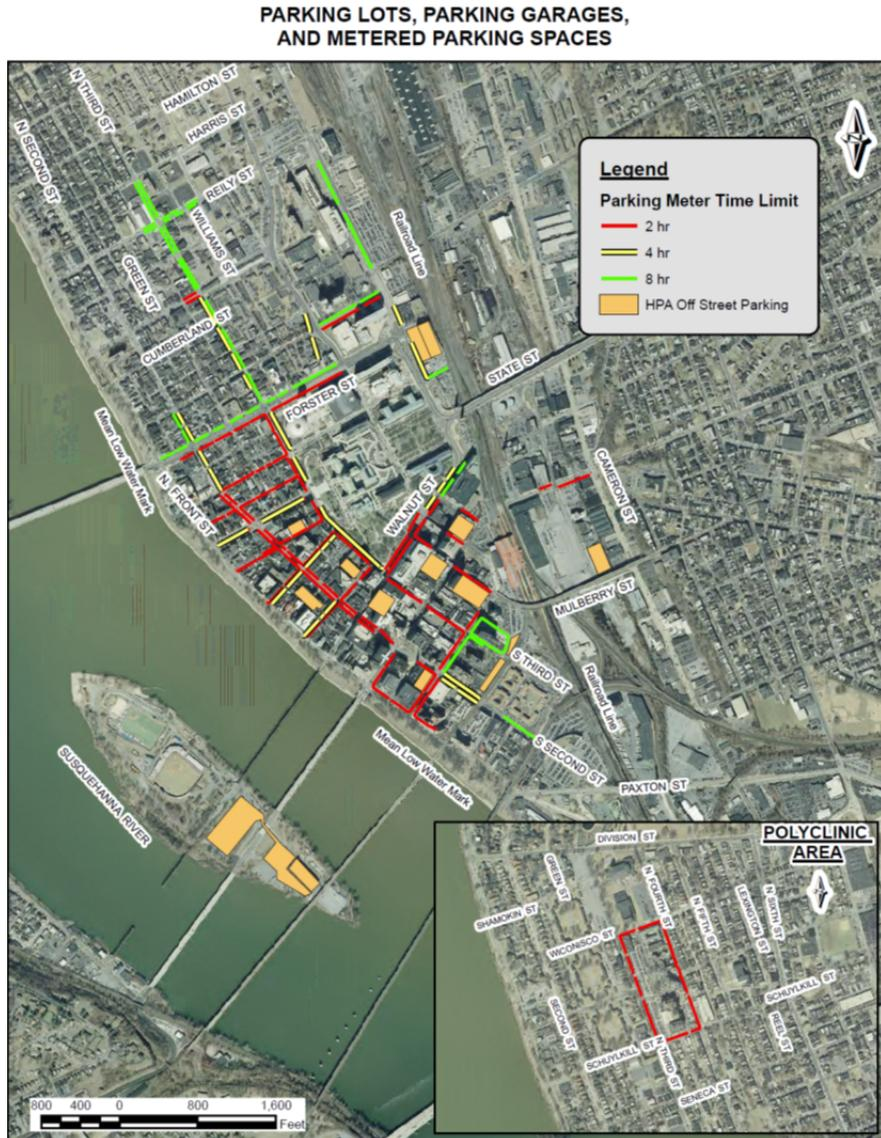 PARKING LOTS, PARKING GARAGES,
AND METERED PARKING SPACES
N THIRD ST
HAMILTON ST
HARRIS ST
N SECOND ST
REILY ST
WILLIAMS ST
GREEN ST
CUMBERLAND ST
Railroad Line
Legend
Parking Meter Time Limit
2 hr
4 hr
8 hr
HPA Off Street Parking
STATE ST
FORSTER ST
Mean Low Water Mark
N. FRONT ST
WALNUT ST
CAMERON ST
MULBERRY ST
S THIRD ST
Railroad Line
S SECOND ST
PAXTON ST
Mean Low Water Mark
SUSQUEHANNA RIVER
POLYCLINIC
AREA
DIVISION ST
GREEN ST
N FOURTH ST
N FIFTH ST
LEXINGTON ST
N SIXTH ST
SHAMOKIN ST
WICONISCO ST
SECOND ST
SCHUYLKILL ST
SCHUYLKILL ST
N THIRD ST
REEL ST
SENECA ST
800 400 0 800 1,600
Feet